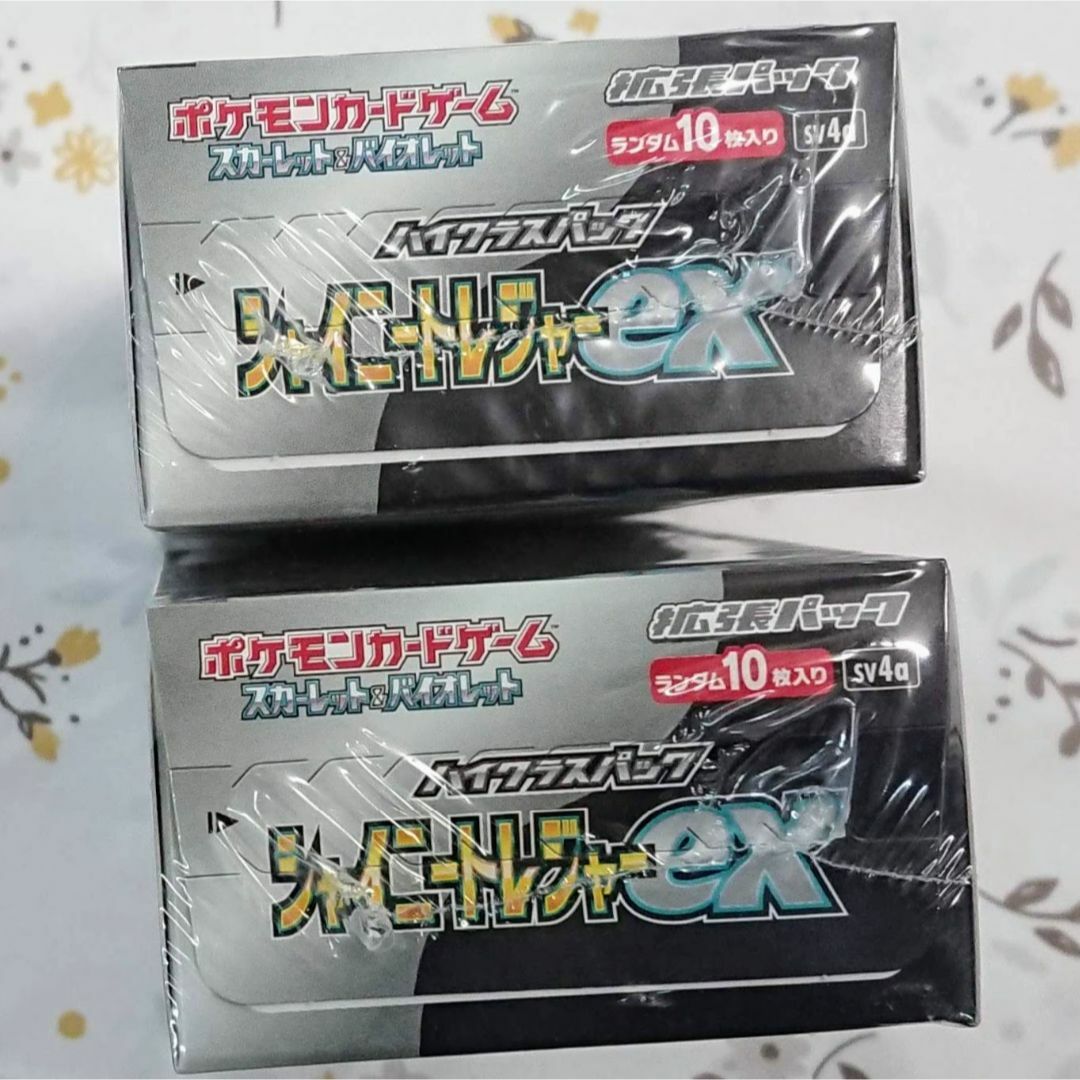 ポケモンカードゲーム
スカーレット&バイオレット
拡張パック
ランダム10枚入り sv4a
ハイクラスパック
シャイニートレジャーex
ポケモンカードゲーム
スカーレット&バイオレット
拡張パック
ランダム10枚入り sv4a
ハイクラスパック
シャイニートレジャーex